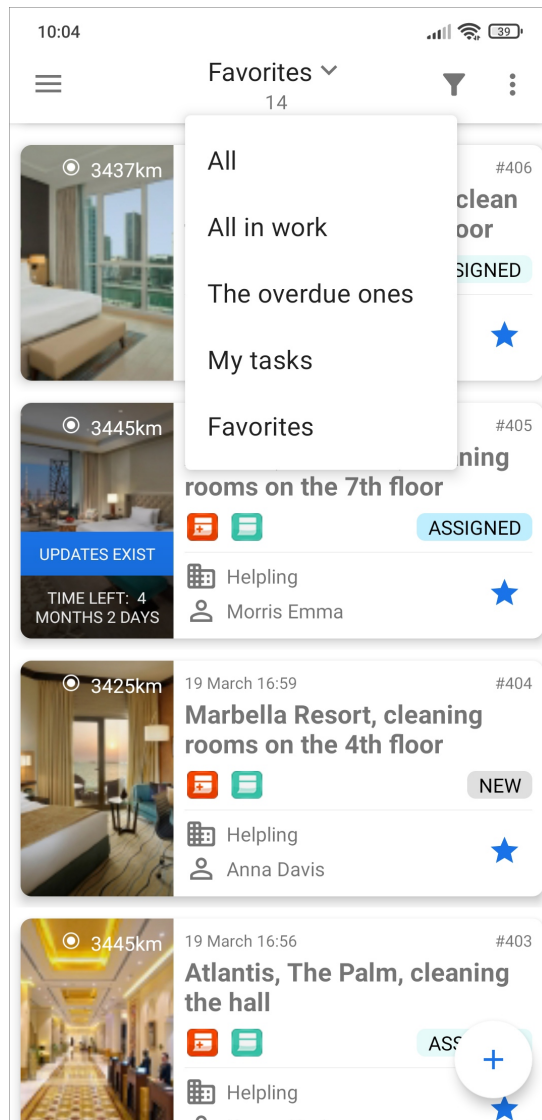 10:04
39
Favorites
14
All
All in work
The overdue ones
My tasks
Favorites
3437km
#406
clean
oor
SIGNED
3445km
#405
ning
rooms on the 7th floor
ASSIGNED
UPDATES EXIST
TIME LEFT: 4
MONTHS 2 DAYS
Helpling
Morris Emma
3425km
19 March 16:59
#404
Marbella Resort, cleaning
rooms on the 4th floor
NEW
Helpling
Anna Davis
3445km
19 March 16:56
#403
Atlantis, The Palm, cleaning
the hall
ASS
Helpling